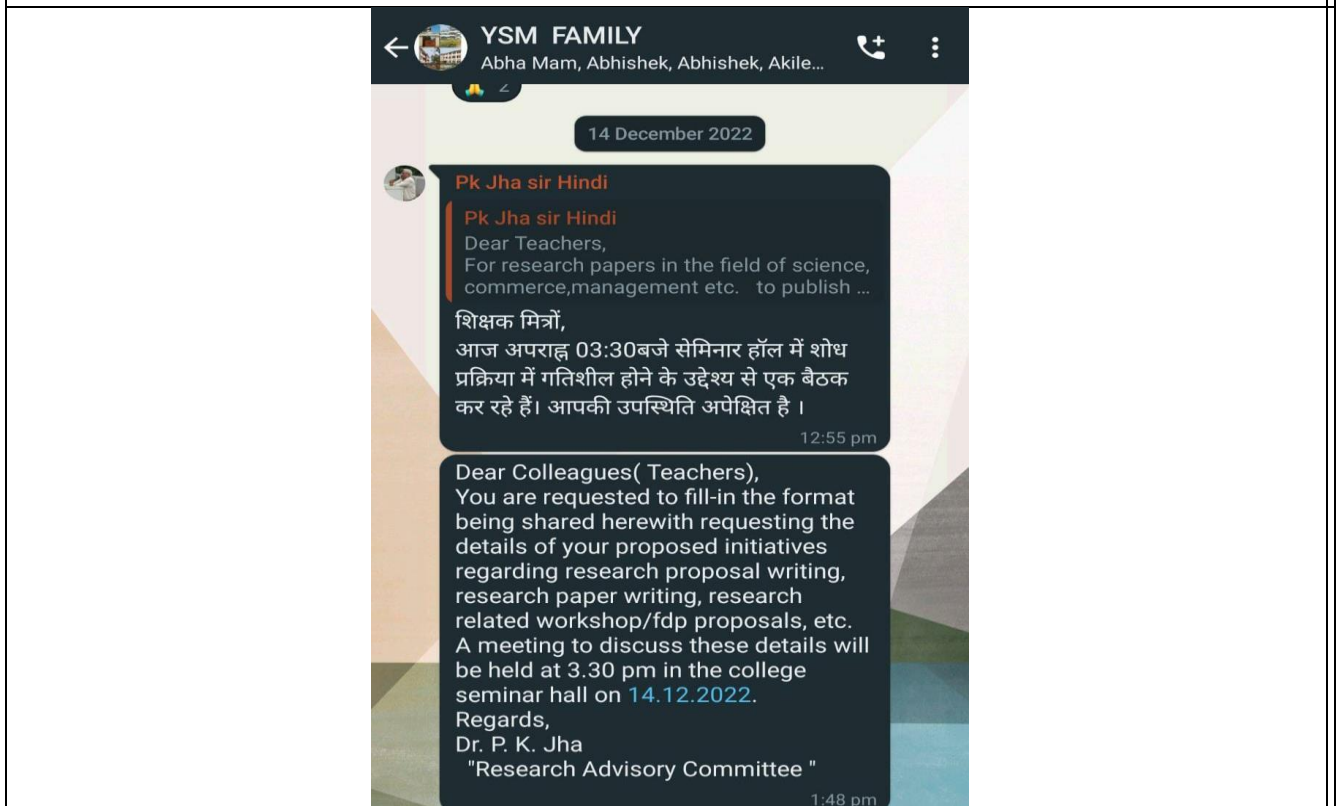 YSM FAMILY
Abha Mam, Abhishek, Abhishek, Akile...
🙏 2
14 December 2022
Pk Jha sir Hindi
Pk Jha sir Hindi
Dear Teachers,
For research papers in the field of science,
commerce,management etc. to publish ...
शिक्षक मित्रों,
आज अपराह्न 03:30बजे सेमिनार हॉल में शोध
प्रक्रिया में गतिशील होने के उद्देश्य से एक बैठक
कर रहे हैं। आपकी उपस्थिति अपेक्षित है ।
12:55 pm
Dear Colleagues( Teachers),
You are requested to fill-in the format
being shared herewith requesting the
details of your proposed initiatives
regarding research proposal writing,
research paper writing, research
related workshop/fdp proposals, etc.
A meeting to discuss these details will
be held at 3.30 pm in the college
seminar hall on 14.12.2022.
Regards,
Dr. P. K. Jha
"Research Advisory Committee "
1:48 pm